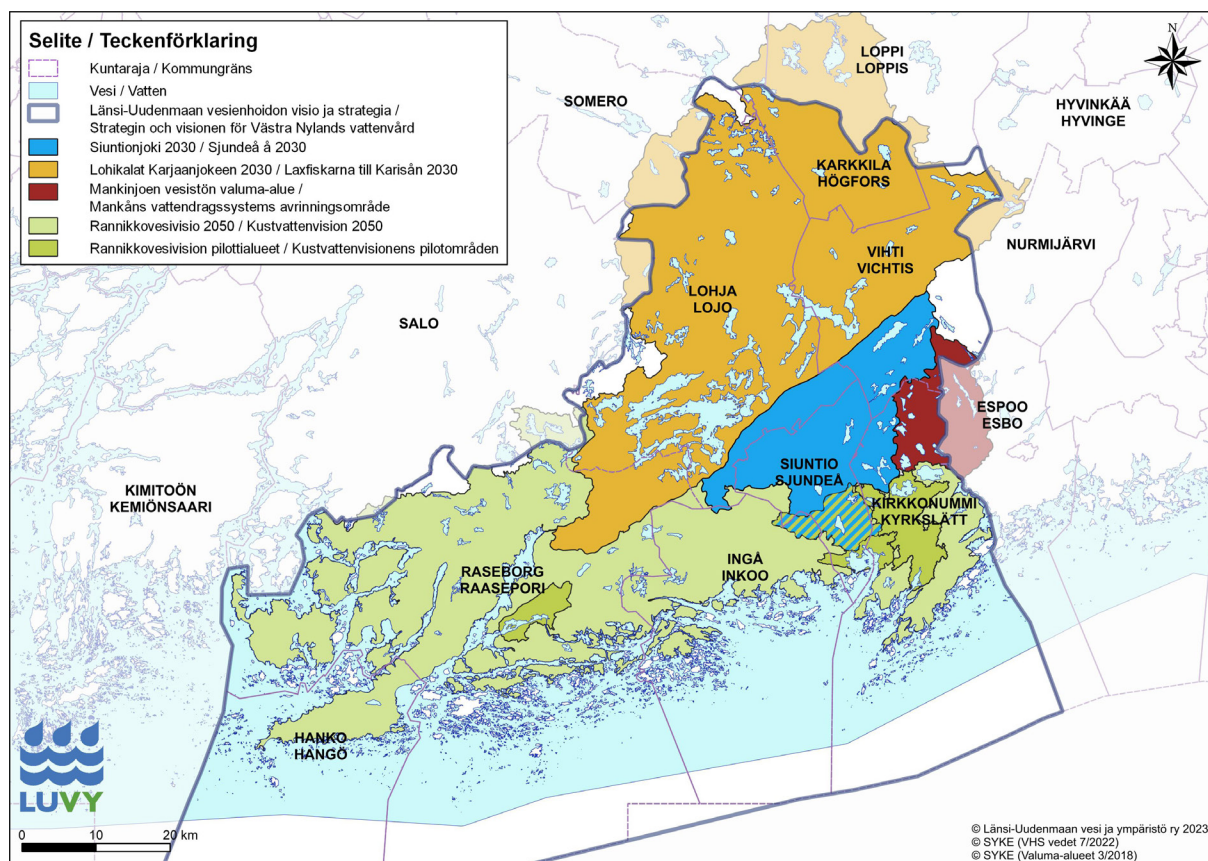 Selite / Teckenförklaring
Kuntaraja / Kommungräns
Vesi / Vatten
Länsi-Uudenmaan vesienhoidon visio ja strategia /
Strategin och visionen för Västra Nylands vattenvård
Siuntionjoki 2030 / Sjundeå å 2030
Lohikalat Karjaanjokeen 2030 / Laxfiskarna till Karisån 2030
Mankinjoen vesistön valuma-alue /
Mankåns vattendragssystems avrinningsområde
Rannikkovesivisio 2050 / Kustvattenvision 2050
Rannikkovesivision pilottialueet / Kustvattenvisionens pilotområden
N
LOPPI
LOPPIS
SOMERO
HYVINKÄÄ
HYVINGE
KARKKILA
HÖGFORS
NURMIJÄRVI
VIHTI
VICHTIS
LOHJA
LOJO
SALO
ESPOO
ESBO
SIUNTIO
SJUNDEÅ
KIMITOÖN
KEMIÖNSAARI
KIRKKONUMMI
KYRKSLÄTT
INGÅ
INKOO
RASEBORG
RAASEPORI
HANKO
HANGÖ
LUVY
0 10 20 km
© Länsi-Uudenmaan vesi ja ympäristö ry 2023
© SYKE (VHS vedet 7/2022)
© SYKE (Valuma-alueet 3/2018)